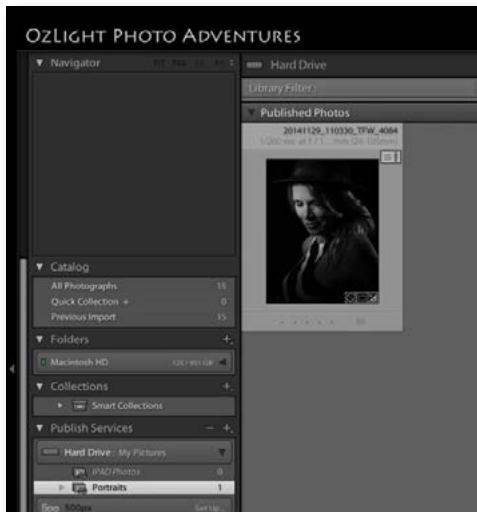 OzLight Photo Adventures
Navigator
Hard Drive
Library Filter:
Published Photos
20141129_110330_TFW_4084
Catalog
All Photographs
Quick Collection +
0
Previous Import
15
Folders
Macintosh HD
Collections
Smart Collections
Publish Services
Hard Drive: My Pictures
IPAD Photos 0
Portraits 1
500px
Set Up